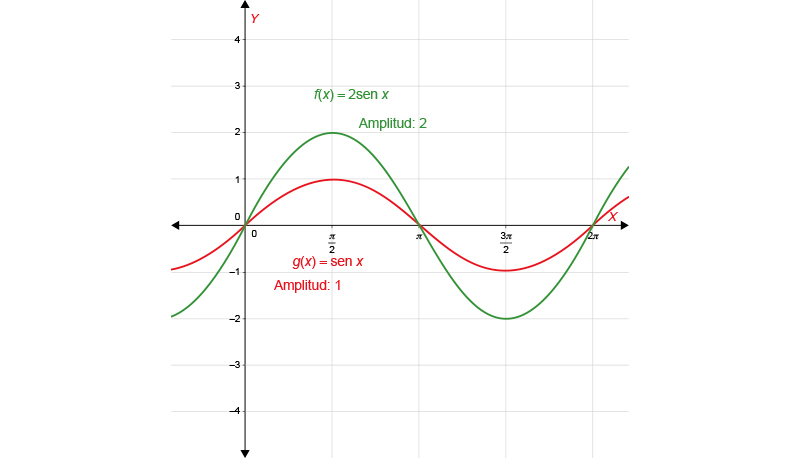 Y
4
3
f(x) = 2sen x
Amplitud: 2
2
1
0
X
0
π/2
π
3π/2
2π
g(x) = sen x
–1
Amplitud: 1
–2
–3
–4